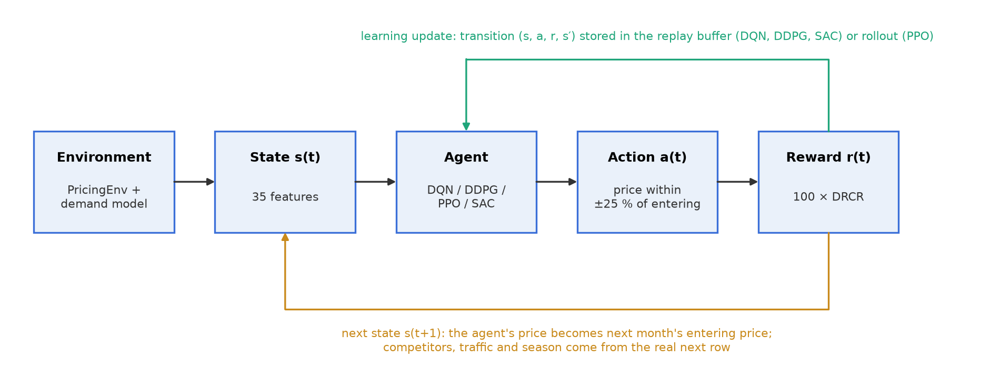 learning update: transition (s, a, r, s′) stored in the replay buffer (DQN, DDPG, SAC) or rollout (PPO)
Environment
PricingEnv +
demand model
State s(t)
35 features
Agent
DQN / DDPG /
PPO / SAC
Action a(t)
price within
±25 % of entering
Reward r(t)
100 × DRCR
next state s(t+1): the agent's price becomes next month's entering price;
competitors, traffic and season come from the real next row